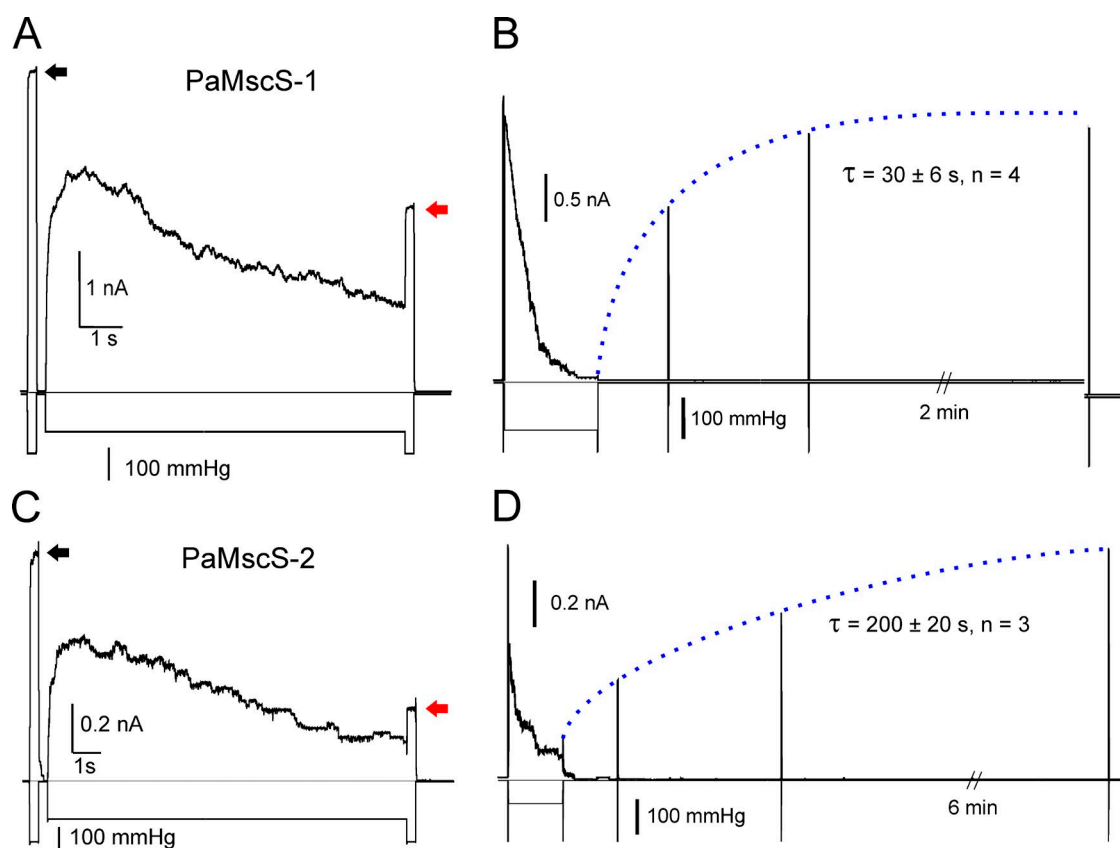 A
PaMscS-1
1 nA
1 s
100 mmHg
B
0.5 nA
τ = 30 ± 6 s, n = 4
100 mmHg
2 min
C
PaMscS-2
0.2 nA
1s
100 mmHg
D
0.2 nA
τ = 200 ± 20 s, n = 3
100 mmHg
6 min